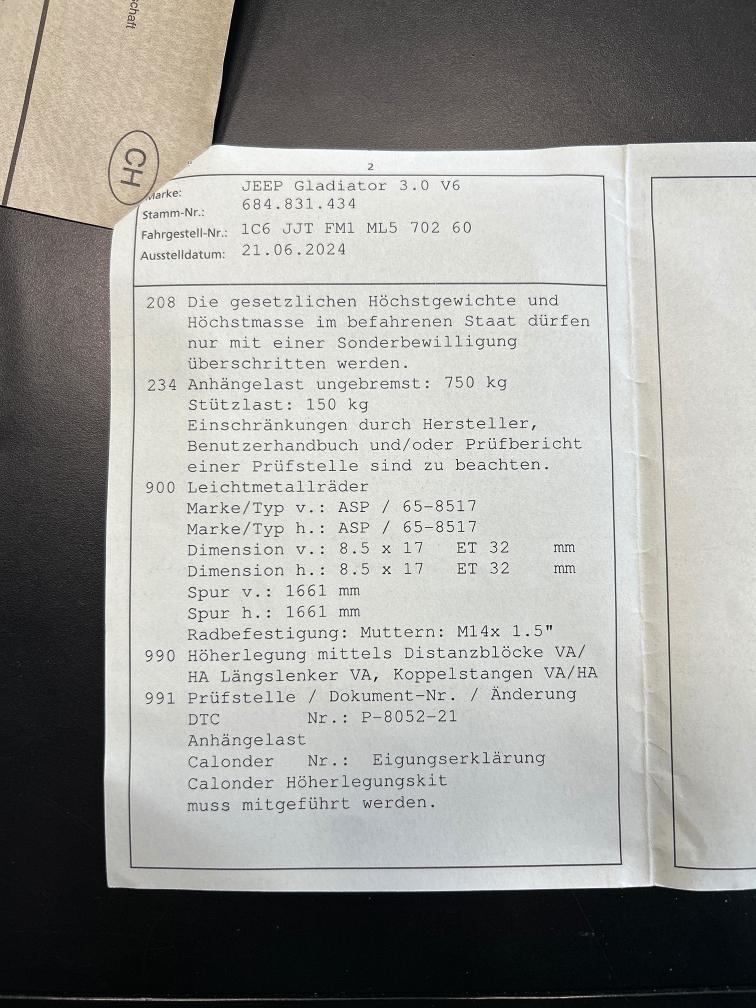 schaft
CH
2
Marke: JEEP Gladiator 3.0 V6
Stamm-Nr.: 684.831.434
Fahrgestell-Nr.: 1C6 JJT FM1 ML5 702 60
Ausstelldatum: 21.06.2024
208 Die gesetzlichen Höchstgewichte und
Höchstmasse im befahrenen Staat dürfen
nur mit einer Sonderbewilligung
überschritten werden.
234 Anhängelast ungebremst: 750 kg
Stützlast: 150 kg
Einschränkungen durch Hersteller,
Benutzerhandbuch und/oder Prüfbericht
einer Prüfstelle sind zu beachten.
900 Leichtmetallräder
Marke/Typ v.: ASP / 65-8517
Marke/Typ h.: ASP / 65-8517
Dimension v.: 8.5 x 17 ET 32 mm
Dimension h.: 8.5 x 17 ET 32 mm
Spur v.: 1661 mm
Spur h.: 1661 mm
Radbefestigung: Muttern: M14x 1.5"
990 Höherlegung mittels Distanzblöcke VA/
HA Längslenker VA, Koppelstangen VA/HA
991 Prüfstelle / Dokument-Nr. / Änderung
DTC Nr.: P-8052-21
Anhängelast
Calonder Nr.: Eigungserklärung
Calonder Höherlegungskit
muss mitgeführt werden.